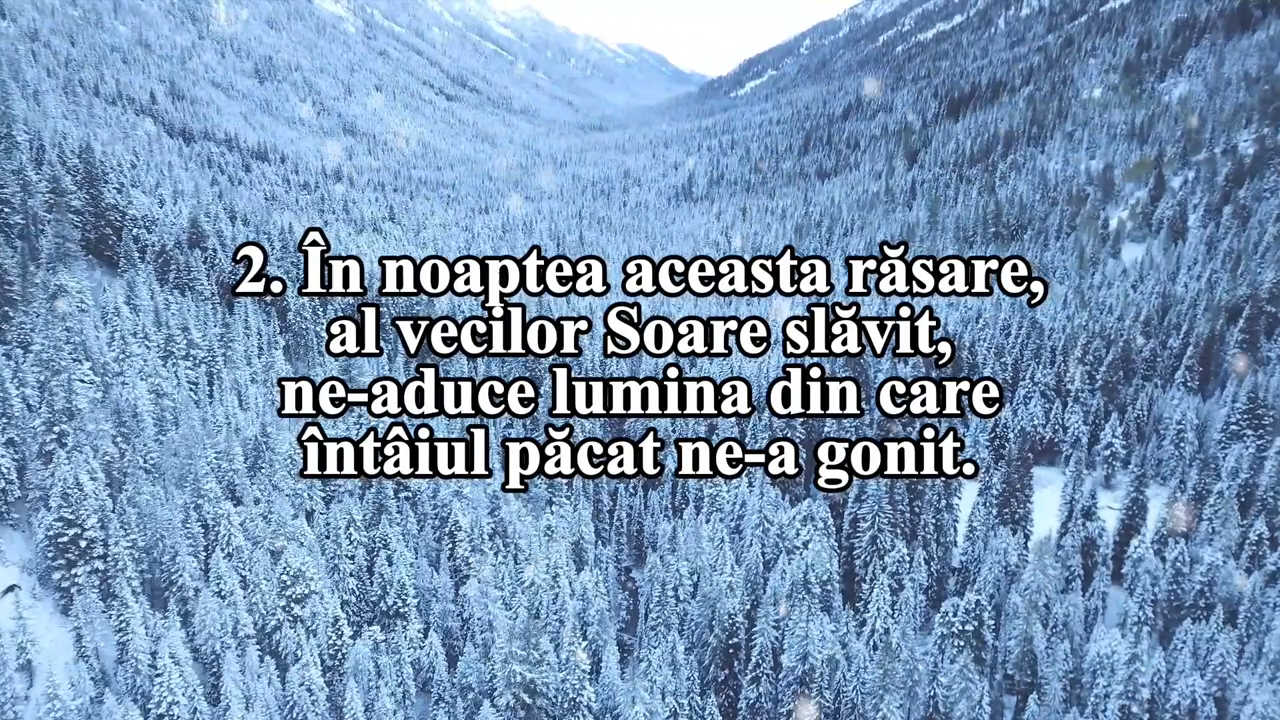 2. În noaptea aceasta răsare,
al vecilor Soare slăvit,
ne-aduce lumina din care
întâiul păcat ne-a gonit.